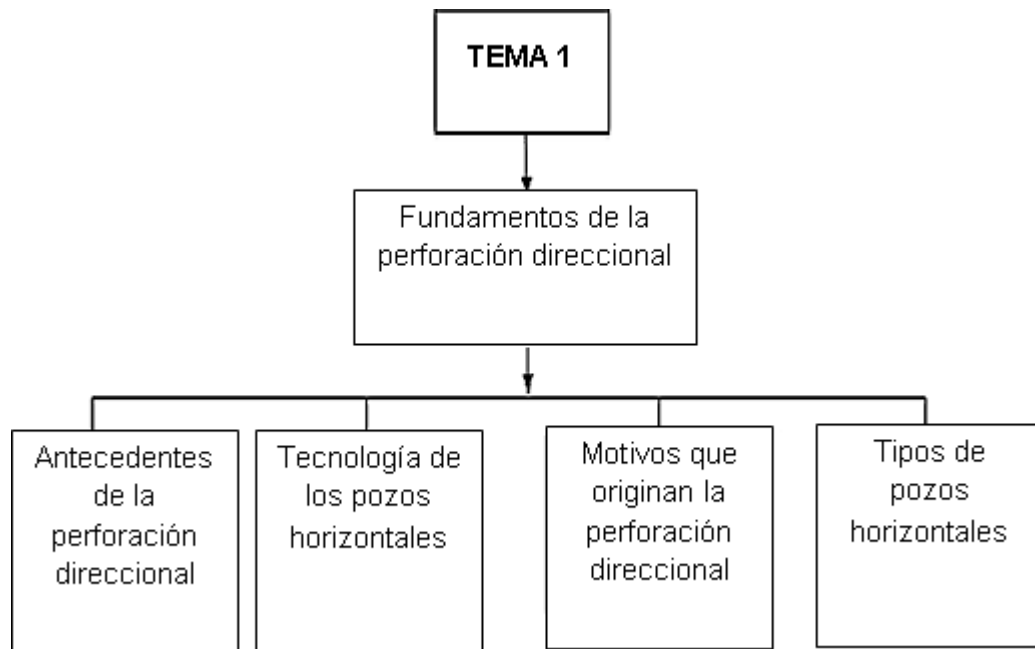 TEMA 1
Fundamentos de la
perforación direccional
Antecedentes
de la
perforación
direccional
Tecnología de
los pozos
horizontales
Motivos que
originan la
perforación
direccional
Tipos de
pozos
horizontales